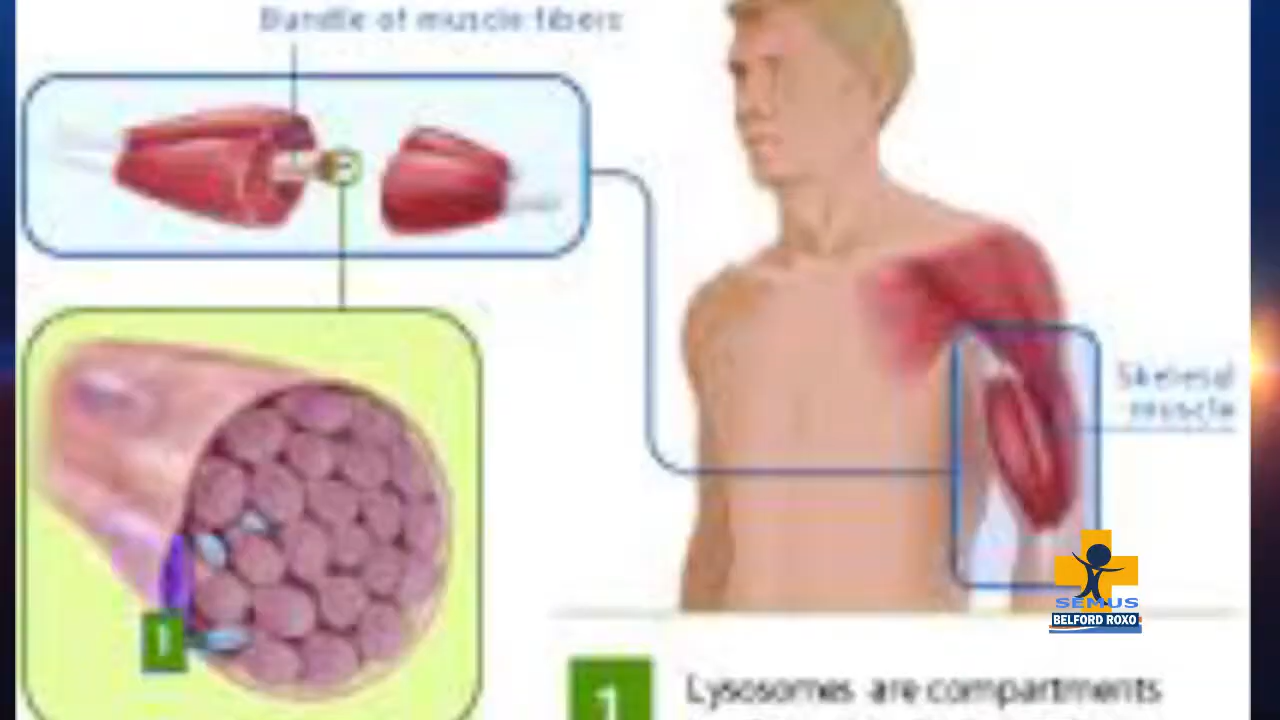 Bundle of muscle fibers
Skeletal
muscle
SEMUS
BELFORD ROXO
1
1
Lysosomes are compartments